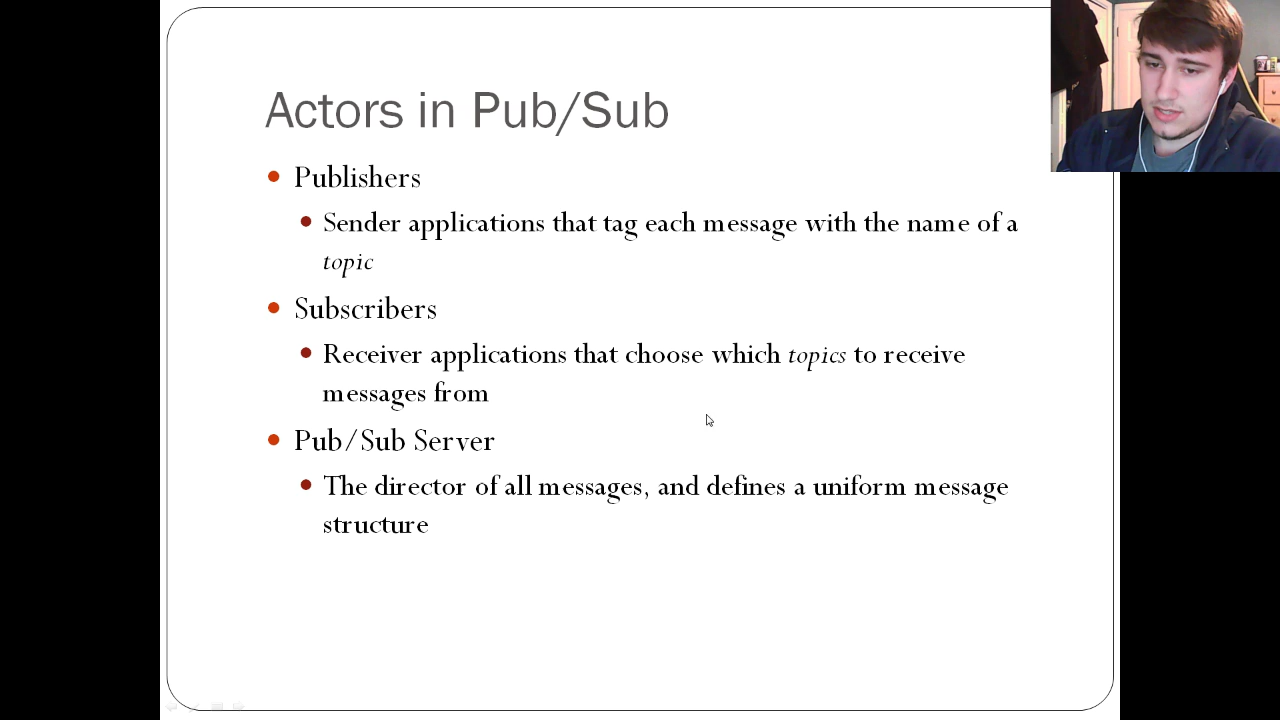 Actors in Pub/Sub
Publishers
Sender applications that tag each message with the name of a
topic
Subscribers
Receiver applications that choose which topics to receive
messages from
Pub/Sub Server
The director of all messages, and defines a uniform message
structure